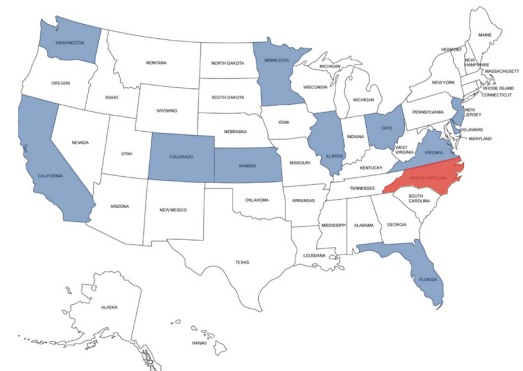 WASHINGTON
OREGON
CALIFORNIA
NEVADA
IDAHO
MONTANA
WYOMING
UTAH
ARIZONA
COLORADO
NEW MEXICO
NORTH DAKOTA
SOUTH DAKOTA
NEBRASKA
KANSAS
OKLAHOMA
TEXAS
MINNESOTA
IOWA
MISSOURI
ARKANSAS
LOUISIANA
WISCONSIN
ILLINOIS
MICHIGAN
MICHIGAN
INDIANA
OHIO
KENTUCKY
TENNESSEE
MISSISSIPPI
ALABAMA
GEORGIA
FLORIDA
SOUTH
CAROLINA
NORTH CAROLINA
VIRGINIA
WEST
VIRGINIA
PENNSYLVANIA
NEW YORK
VERMONT
NEW
HAMPSHIRE
MAINE
MASSACHUSETTS
RHODE ISLAND
CONNECTICUT
NEW
JERSEY
DELAWARE
MARYLAND
ALASKA
HAWAII